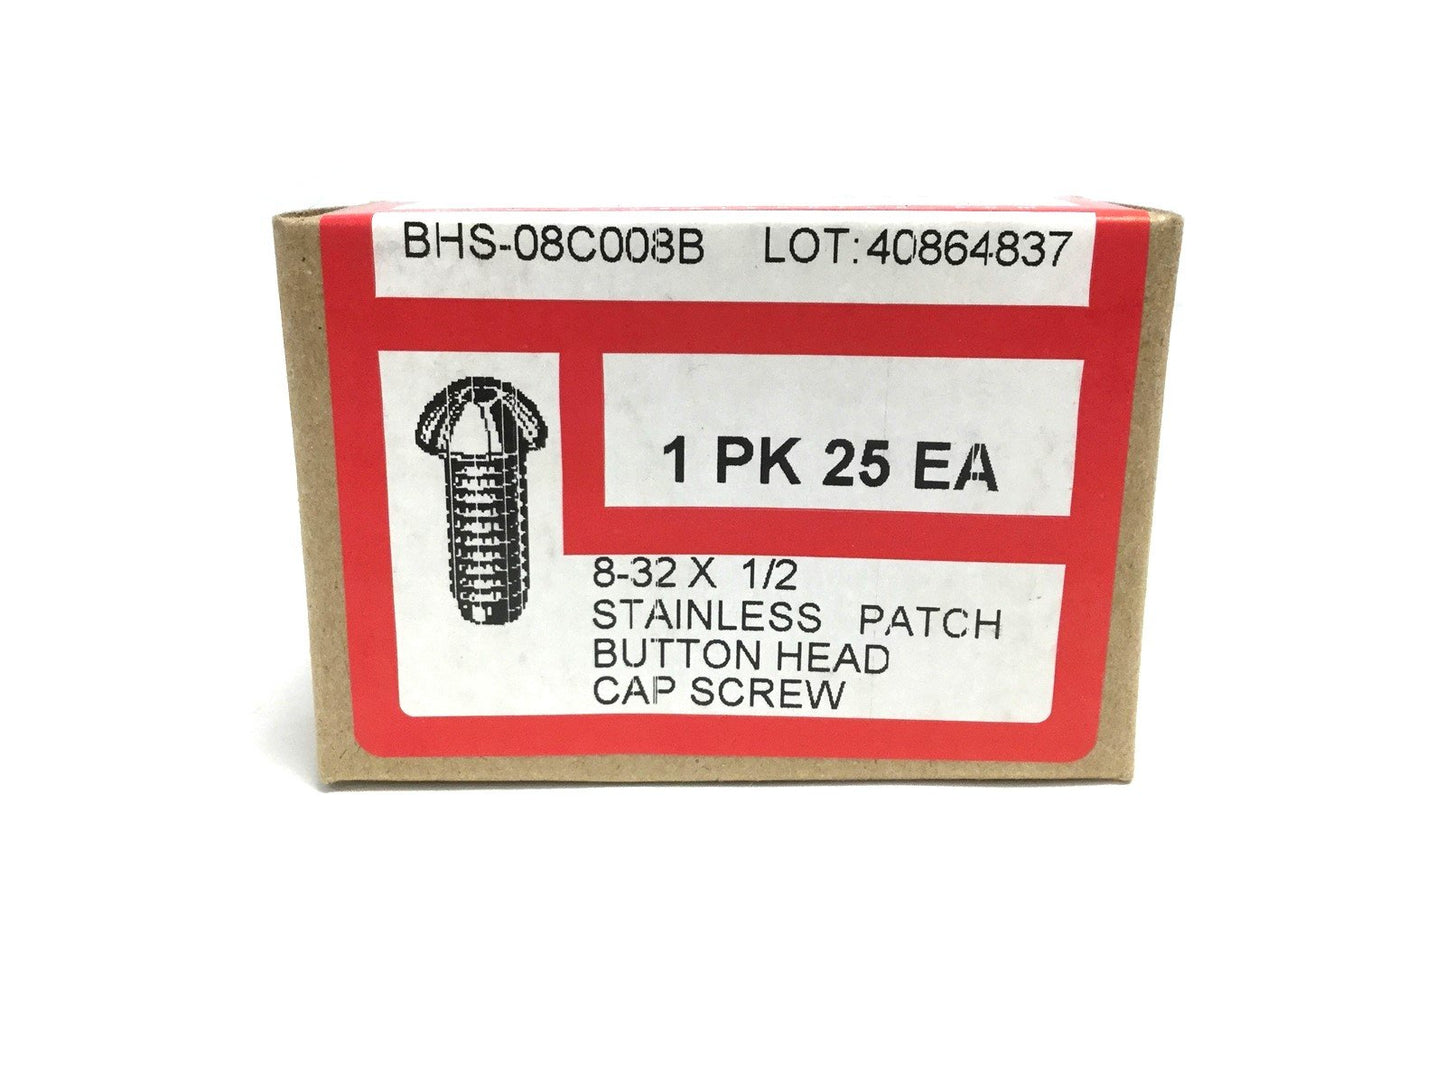 BHS-08C008B LOT: 40864837
1 PK 25 EA
8-32 X 1/2
STAINLESS PATCH
BUTTON HEAD
CAP SCREW